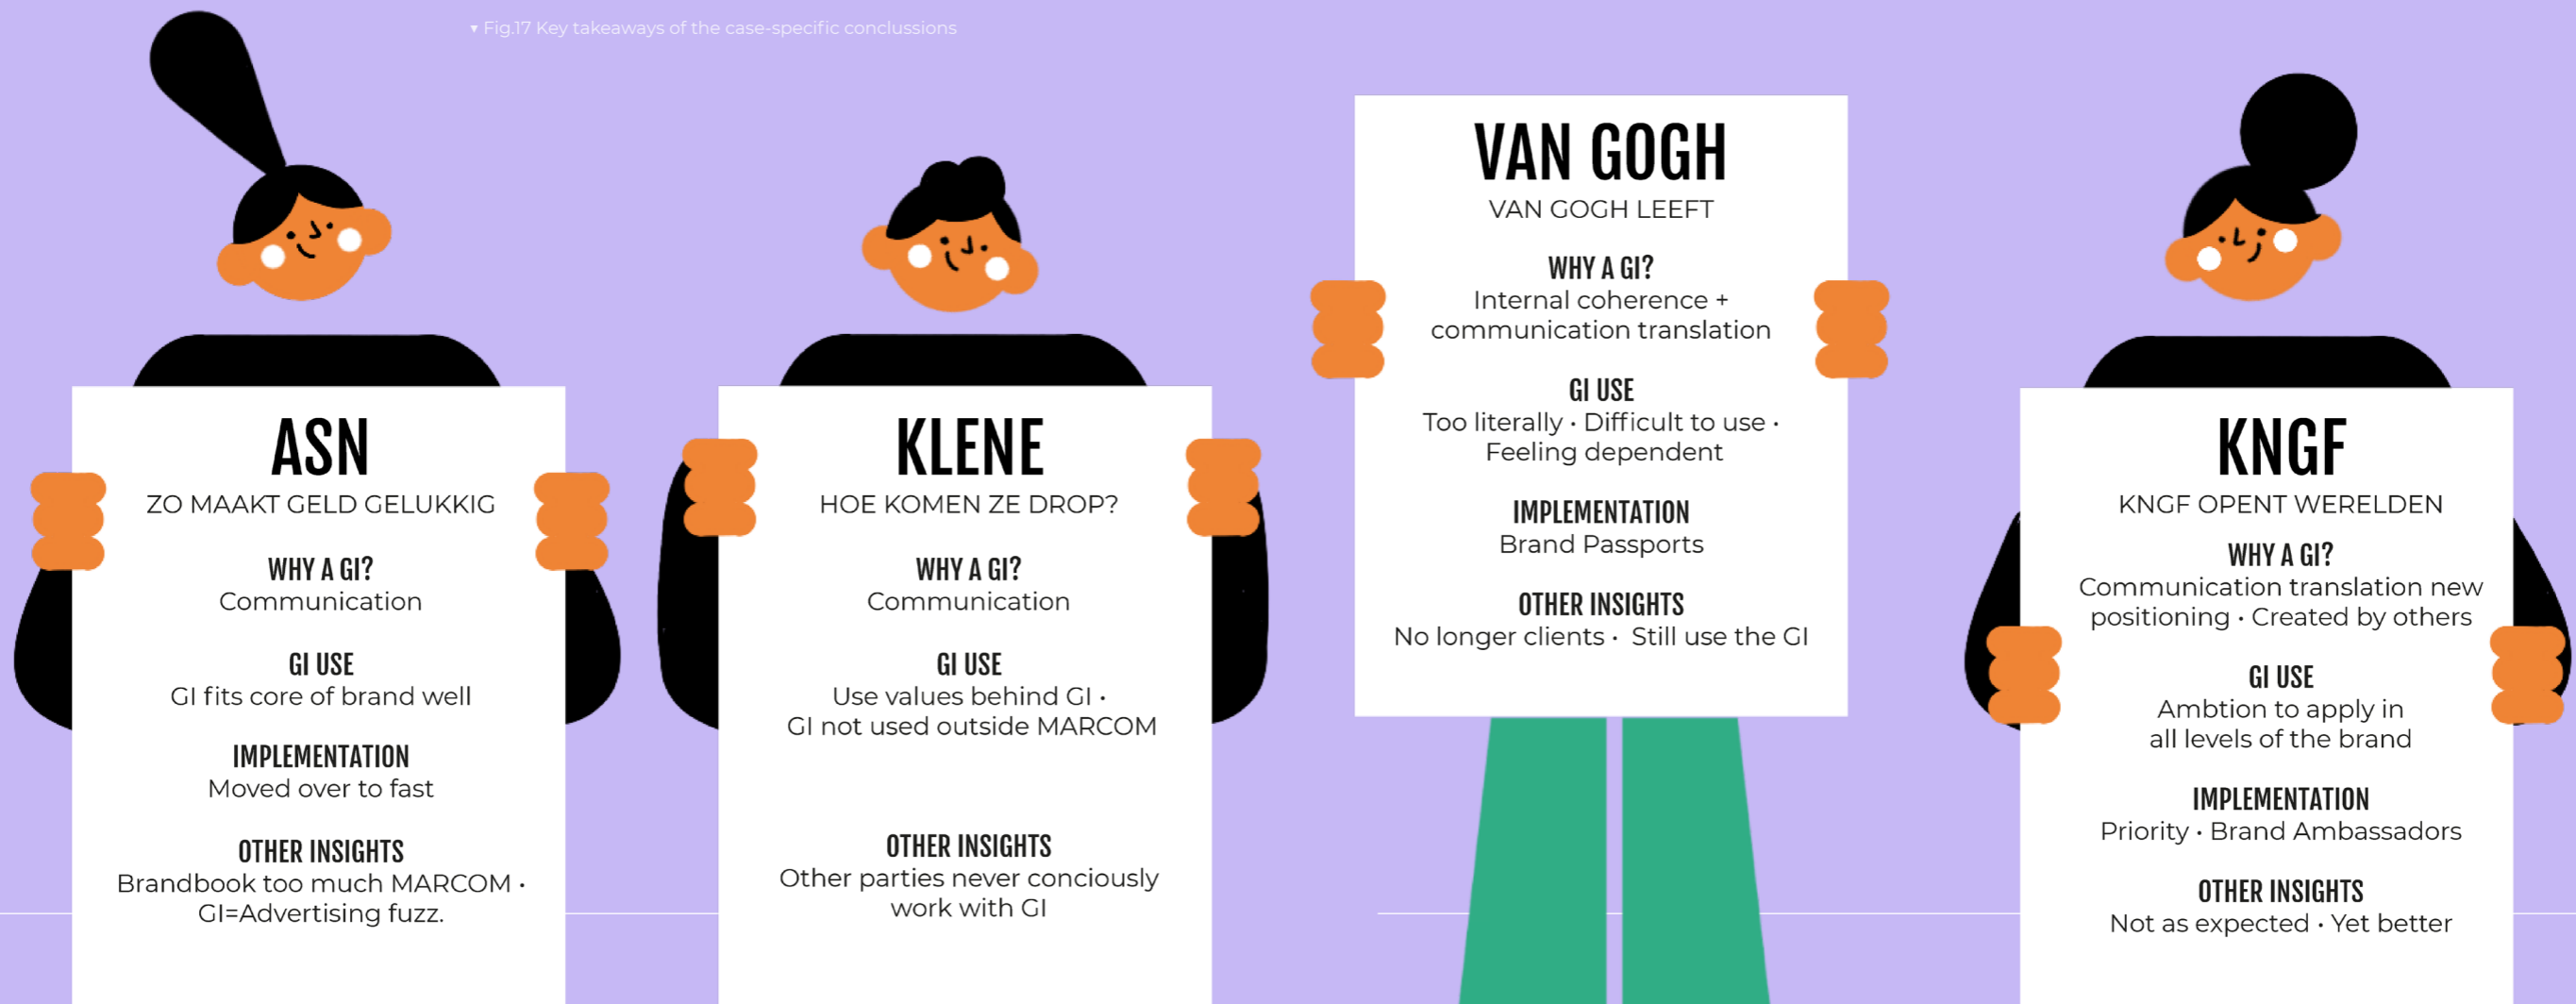 ▾ Fig.17 Key takeaways of the case-specific conclussions
ASN
ZO MAAKT GELD GELUKKIG
WHY A GI?
Communication
GI USE
GI fits core of brand well
IMPLEMENTATION
Moved over to fast
OTHER INSIGHTS
Brandbook too much MARCOM •
GI=Advertising fuzz.
KLENE
HOE KOMEN ZE DROP?
WHY A GI?
Communication
GI USE
Use values behind GI •
GI not used outside MARCOM
OTHER INSIGHTS
Other parties never conciously
work with GI
VAN GOGH
VAN GOGH LEEFT
WHY A GI?
Internal coherence +
communication translation
GI USE
Too literally • Difficult to use •
Feeling dependent
IMPLEMENTATION
Brand Passports
OTHER INSIGHTS
No longer clients • Still use the GI
KNGF
KNGF OPENT WERELDEN
WHY A GI?
Communication translation new
positioning • Created by others
GI USE
Ambtion to apply in
all levels of the brand
IMPLEMENTATION
Priority • Brand Ambassadors
OTHER INSIGHTS
Not as expected • Yet better